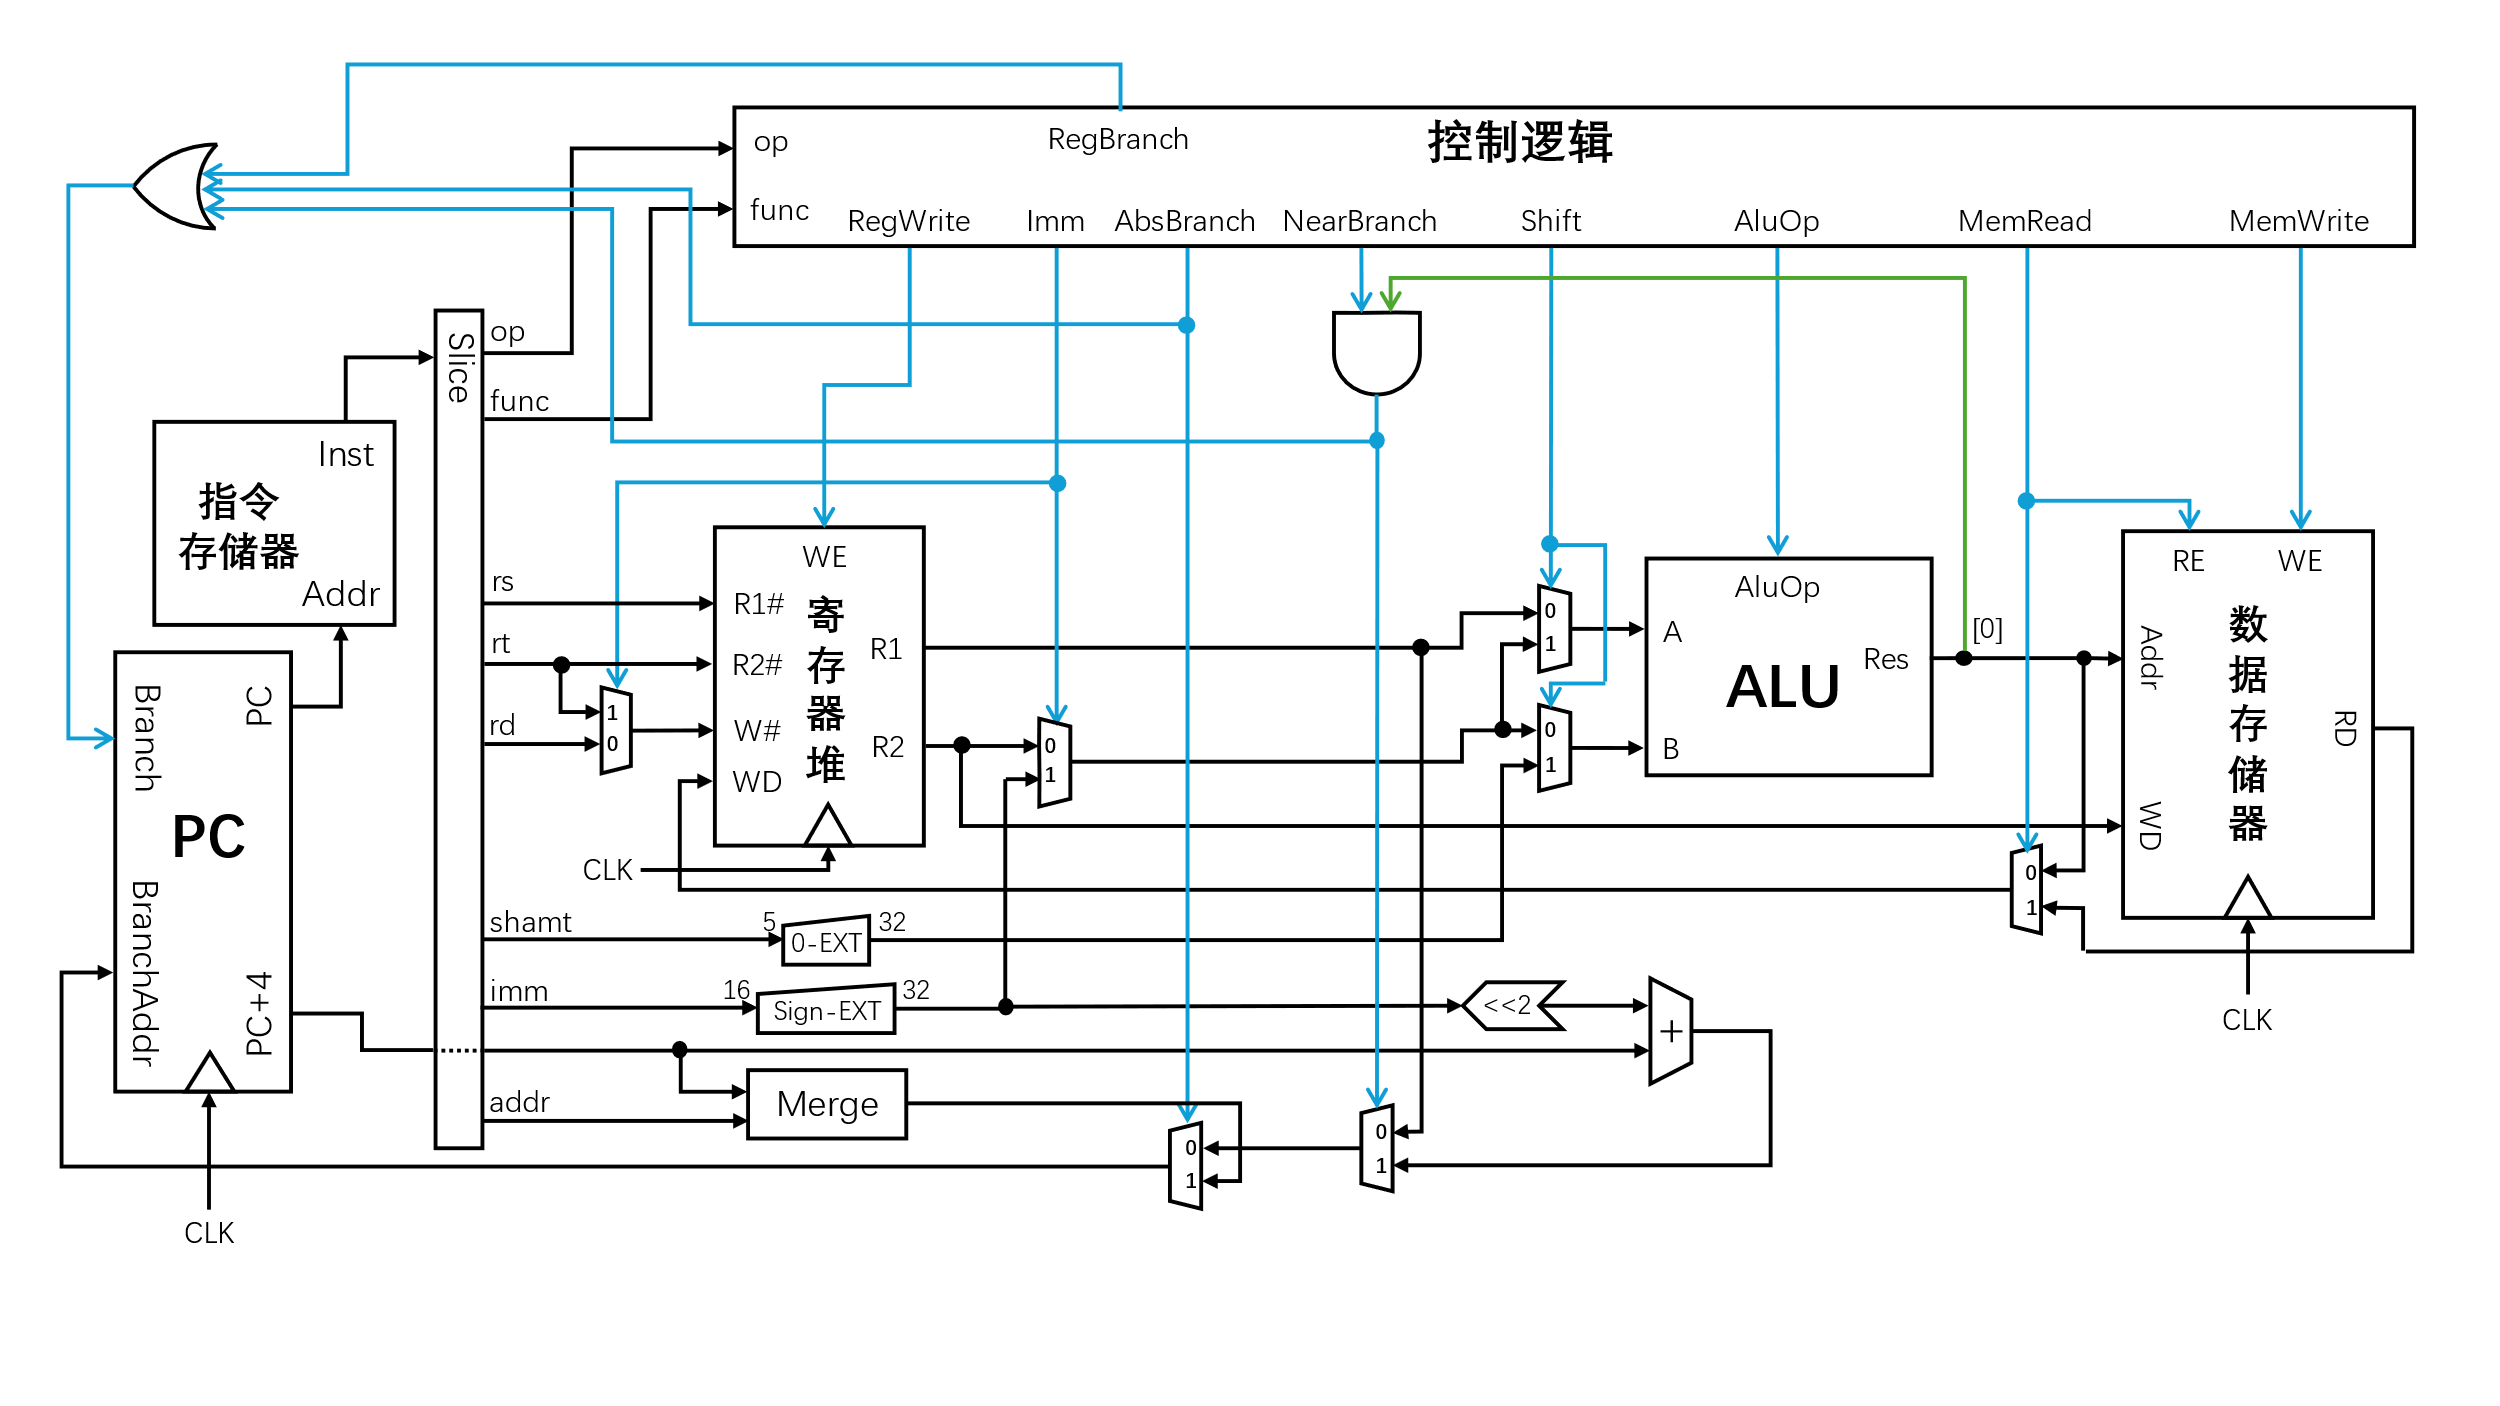 op
RegBranch
控制逻辑
func
RegWrite
Imm
AbsBranch
NearBranch
Shift
AluOp
MemRead
MemWrite
Slice
op
func
rs
rt
rd
shamt
imm
addr
Inst
指令
存储器
Addr
Branch
PC
PC
BranchAddr
PC+4
CLK
1
0
WE
R1#
R2#
W#
WD
寄
存
器
堆
R1
R2
CLK
0
1
0
1
0
1
AluOp
A
B
ALU
Res
[0]
RE
WE
Addr
WD
数
据
存
储
器
RD
CLK
0
1
5
0-EXT
32
16
Sign-EXT
32
<<2
+
Merge
0
1
0
1